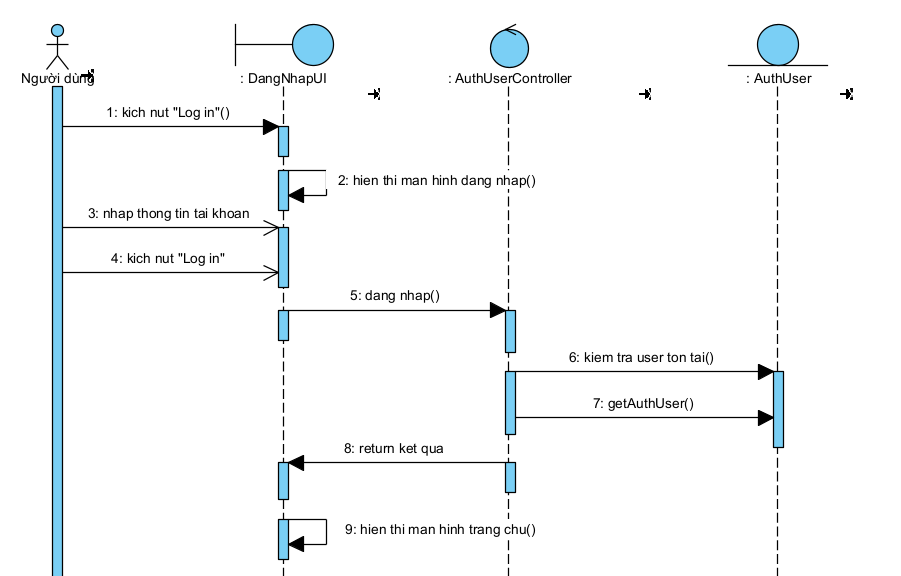 Người dùng
: DangNhapUI
: AuthUserController
: AuthUser
1: kich nut "Log in"()
2: hien thi man hinh dang nhap()
3: nhap thong tin tai khoan
4: kich nut "Log in"
5: dang nhap()
6: kiem tra user ton tai()
7: getAuthUser()
8: return ket qua
9: hien thi man hinh trang chu()